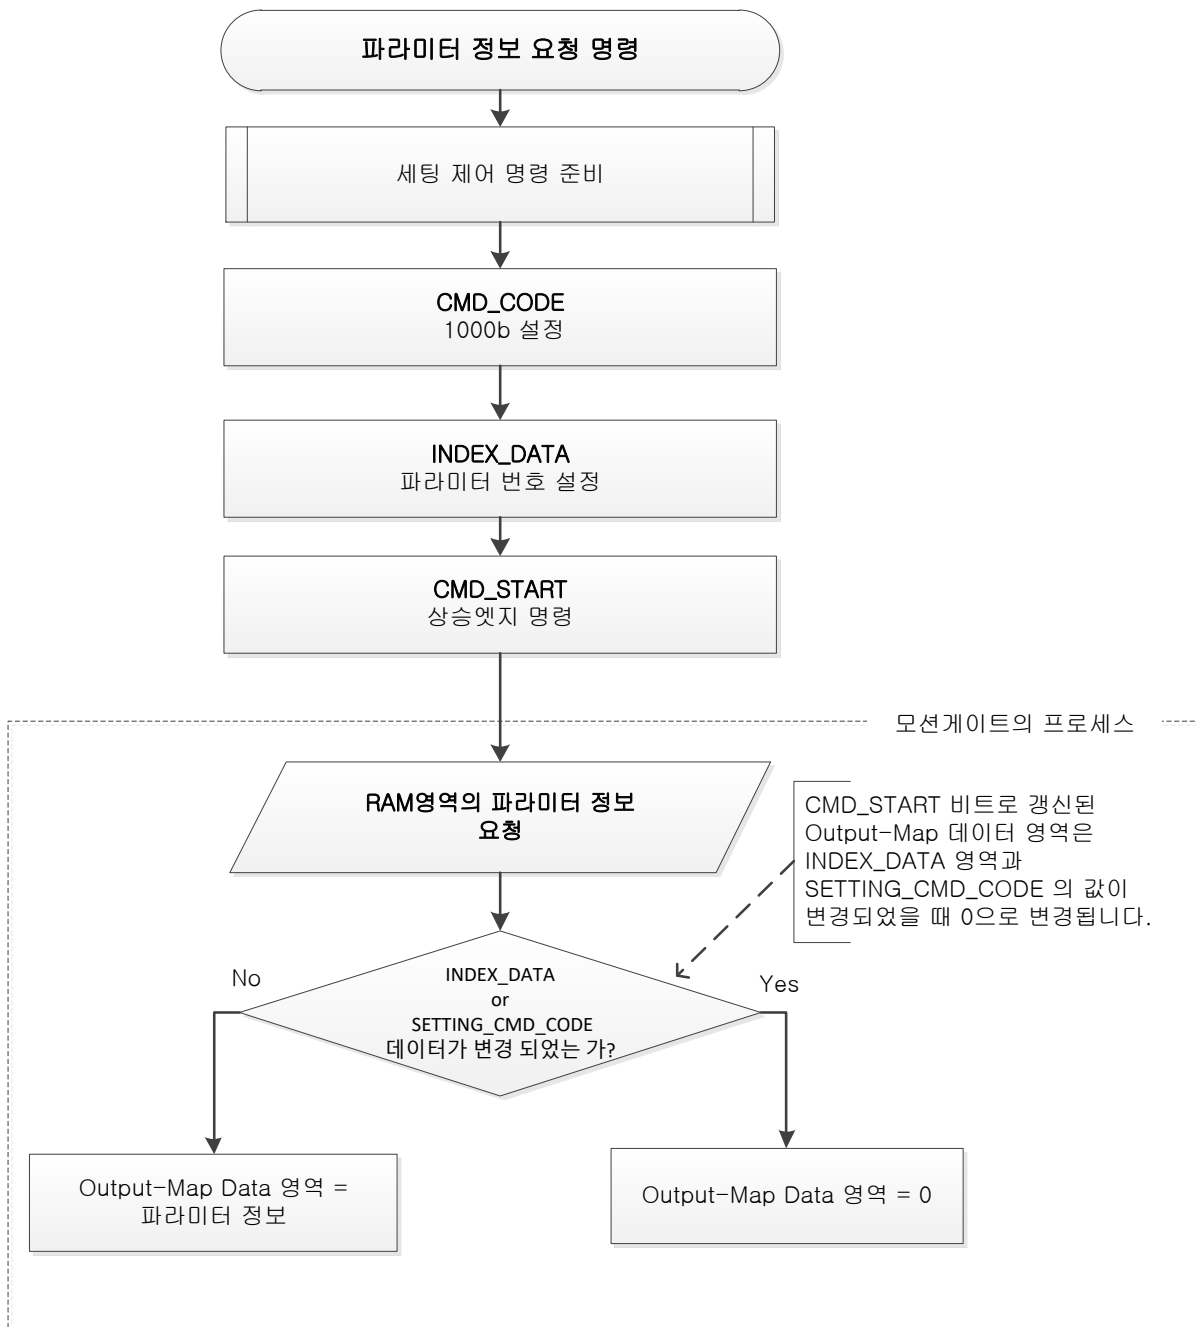 파라미터 정보 요청 명령
세팅 제어 명령 준비
CMD_CODE
1000b 설정
INDEX_DATA
파라미터 번호 설정
CMD_START
상승엣지 명령
모션게이트의 프로세스
RAM영역의 파라미터 정보
요청
CMD_START 비트로 갱신된
Output-Map 데이터 영역은
INDEX_DATA 영역과
SETTING_CMD_CODE 의 값이
변경되었을 때 0으로 변경됩니다.
No
Yes
INDEX_DATA
or
SETTING_CMD_CODE
데이터가 변경 되었는 가?
Output-Map Data 영역 =
파라미터 정보
Output-Map Data 영역 = 0